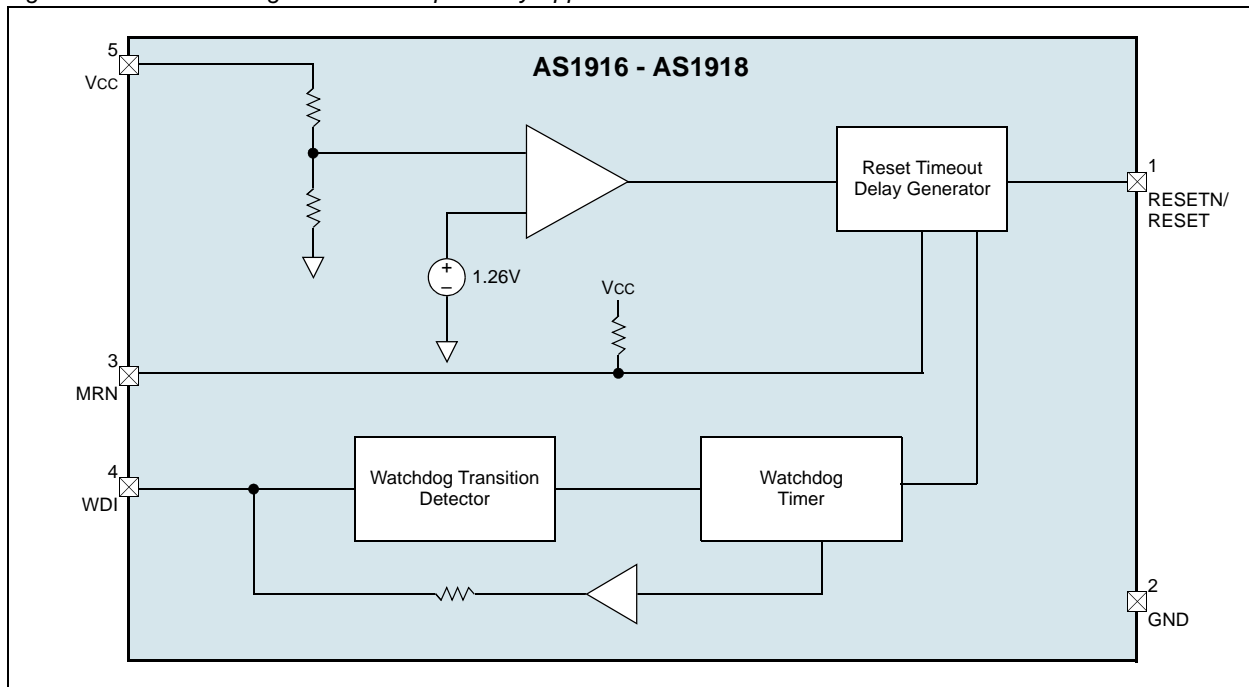 AS1916 - AS1918
5
VCC
Reset Timeout
Delay Generator
1
RESETN/
RESET
+
–
1.26V
VCC
3
MRN
4
WDI
Watchdog Transition
Detector
Watchdog
Timer
2
GND